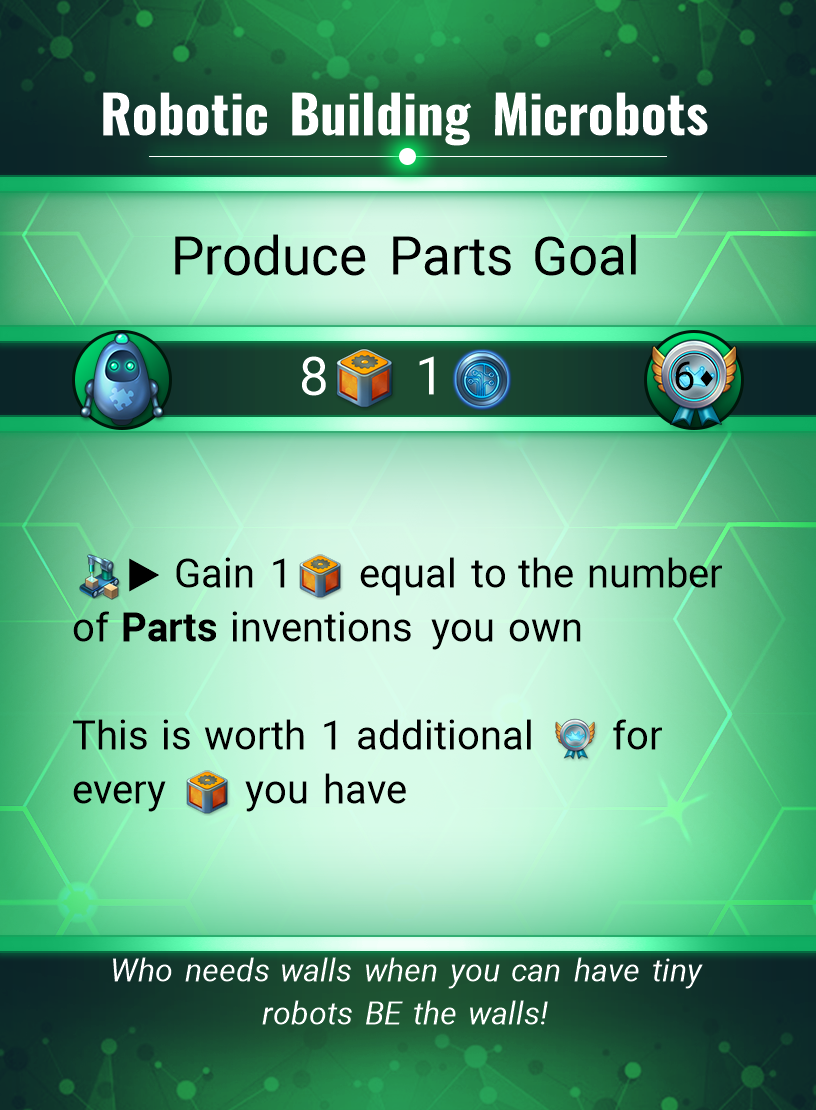 Robotic Building Microbots
Produce Parts Goal
8 1 6♦
▶ Gain 1 equal to the number
of Parts inventions you own
This is worth 1 additional for
every you have
Who needs walls when you can have tiny
robots BE the walls!